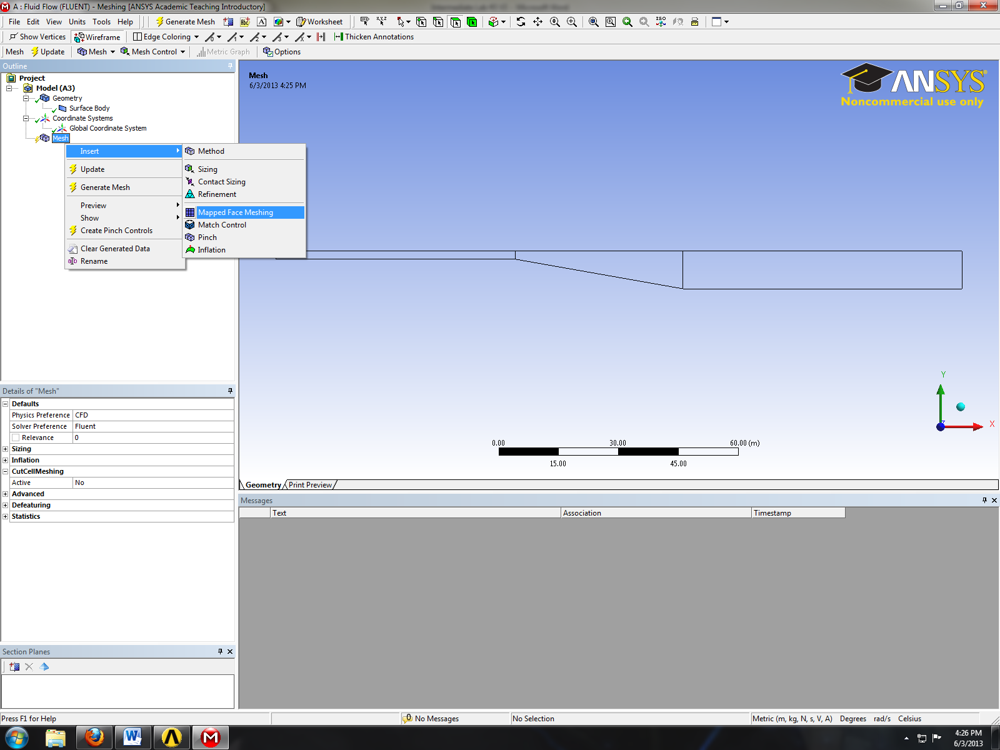 A : Fluid Flow (FLUENT) - Meshing [ANSYS Academic Teaching Introductory]
File Edit View Units Tools Help Generate Mesh Worksheet
Show Vertices Wireframe Edge Coloring Thicken Annotations
Mesh Update Mesh Mesh Control Metric Graph Options
Outline
Project
Model (A3)
Geometry
Surface Body
Coordinate Systems
Global Coordinate System
Mesh
Insert
Update
Generate Mesh
Preview
Show
Create Pinch Controls
Clear Generated Data
Rename
Method
Sizing
Contact Sizing
Refinement
Mapped Face Meshing
Match Control
Pinch
Inflation
Mesh
6/3/2013 4:25 PM
ANSYS
Noncommercial use only
Y
X
0.00 30.00 60.00 (m)
15.00 45.00
Geometry Print Preview
Details of "Mesh"
Defaults
Physics Preference CFD
Solver Preference Fluent
Relevance 0
Sizing
Inflation
CutCellMeshing
Active No
Advanced
Defeaturing
Statistics
Messages
Text Association Timestamp
Section Planes
Press F1 for Help 0 No Messages No Selection Metric (m, kg, N, s, V, A) Degrees rad/s Celsius
4:26 PM
6/3/2013